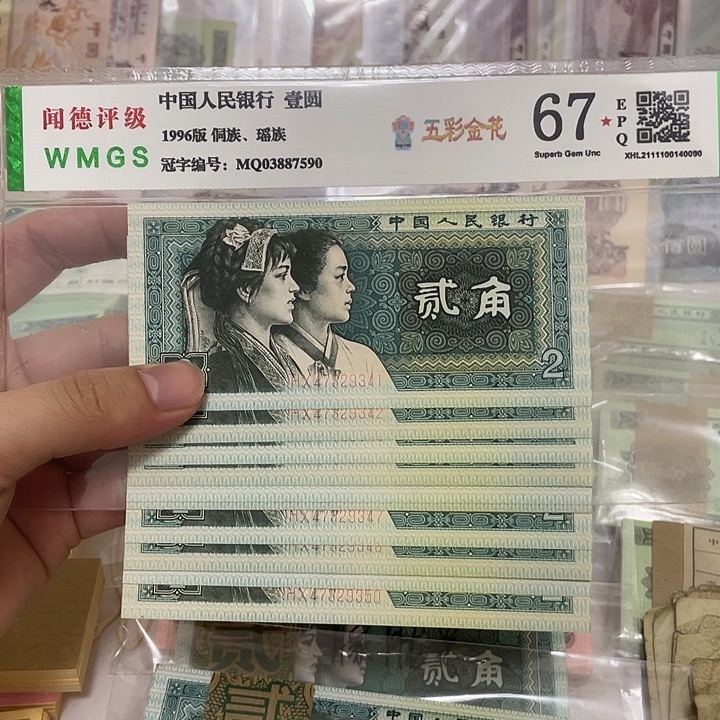 闻德评级
WMGS
中国人民银行 壹圆
1996版 侗族、瑶族
冠字编号：MQ03887590
五彩金花
67★
EPQ
Superb Gem Unc
XHL2111100140090
中国人民银行
贰角
2
HX47829341
HX47829342
HX47829347
HX47829350
贰角